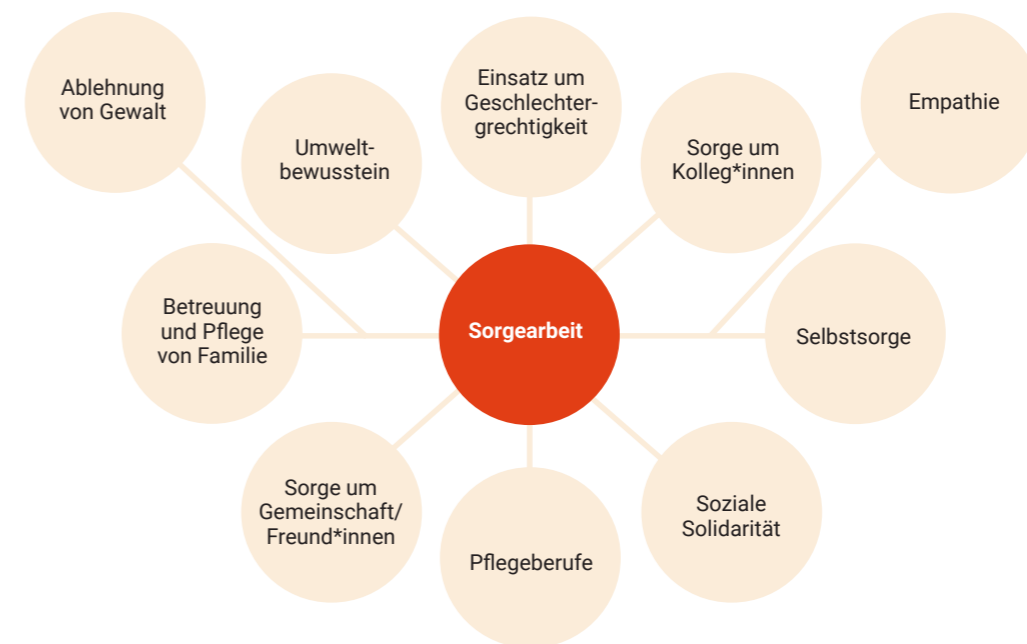 Ablehnung
von Gewalt
Umwelt-
bewusstein
Einsatz um
Geschlechter-
grechtigkeit
Sorge um
Kolleg*innen
Empathie
Betreuung
und Pflege
von Familie
Sorgearbeit
Selbstsorge
Sorge um
Gemeinschaft/
Freund*innen
Pflegeberufe
Soziale
Solidarität